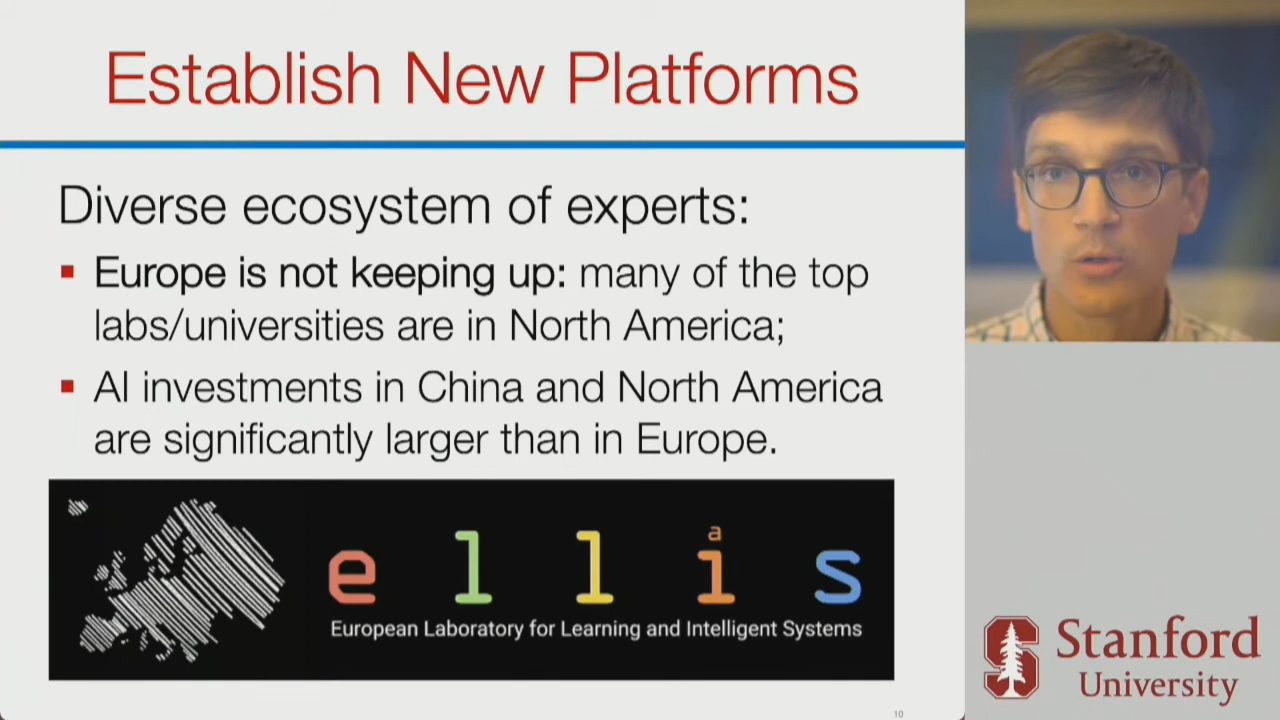 Establish New Platforms
Diverse ecosystem of experts:
▪ Europe is not keeping up: many of the top
labs/universities are in North America;
▪ AI investments in China and North America
are significantly larger than in Europe.
e l l i s
a
European Laboratory for Learning and Intelligent Systems
10
S
Stanford
University